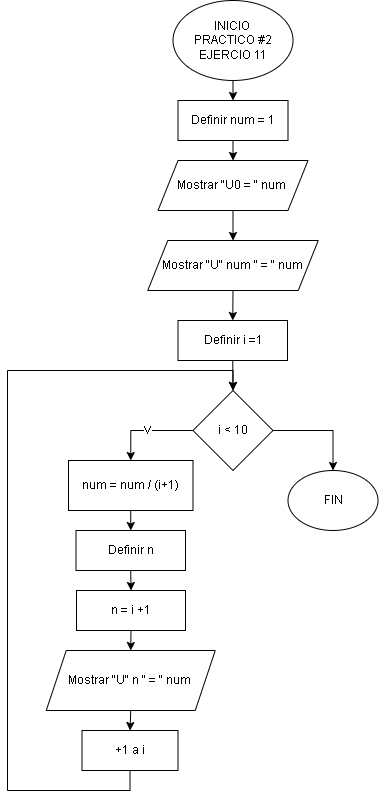 INICIO
PRACTICO #2
EJERCIO 11
Definir num = 1
Mostrar "U0 = " num
Mostrar "U" num " = " num
Definir i =1
i < 10
V
num = num / (i+1)
FIN
Definir n
n = i +1
Mostrar "U" n " = " num
+1 a i